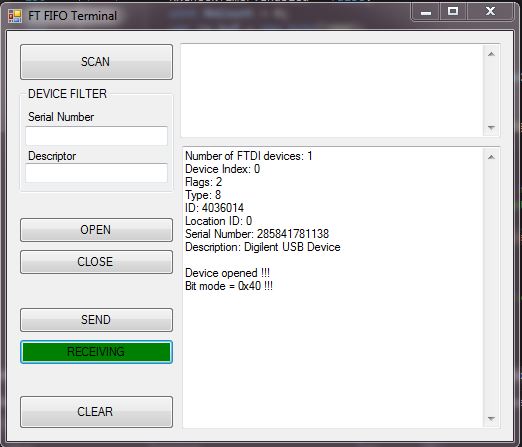 FT FIFO Terminal
SCAN
DEVICE FILTER
Serial Number
Descriptor
OPEN
CLOSE
SEND
RECEIVING
CLEAR
Number of FTDI devices: 1
Device Index: 0
Flags: 2
Type: 8
ID: 4036014
Location ID: 0
Serial Number: 285841781138
Description: Digilent USB Device
Device opened !!!
Bit mode = 0x40 !!!